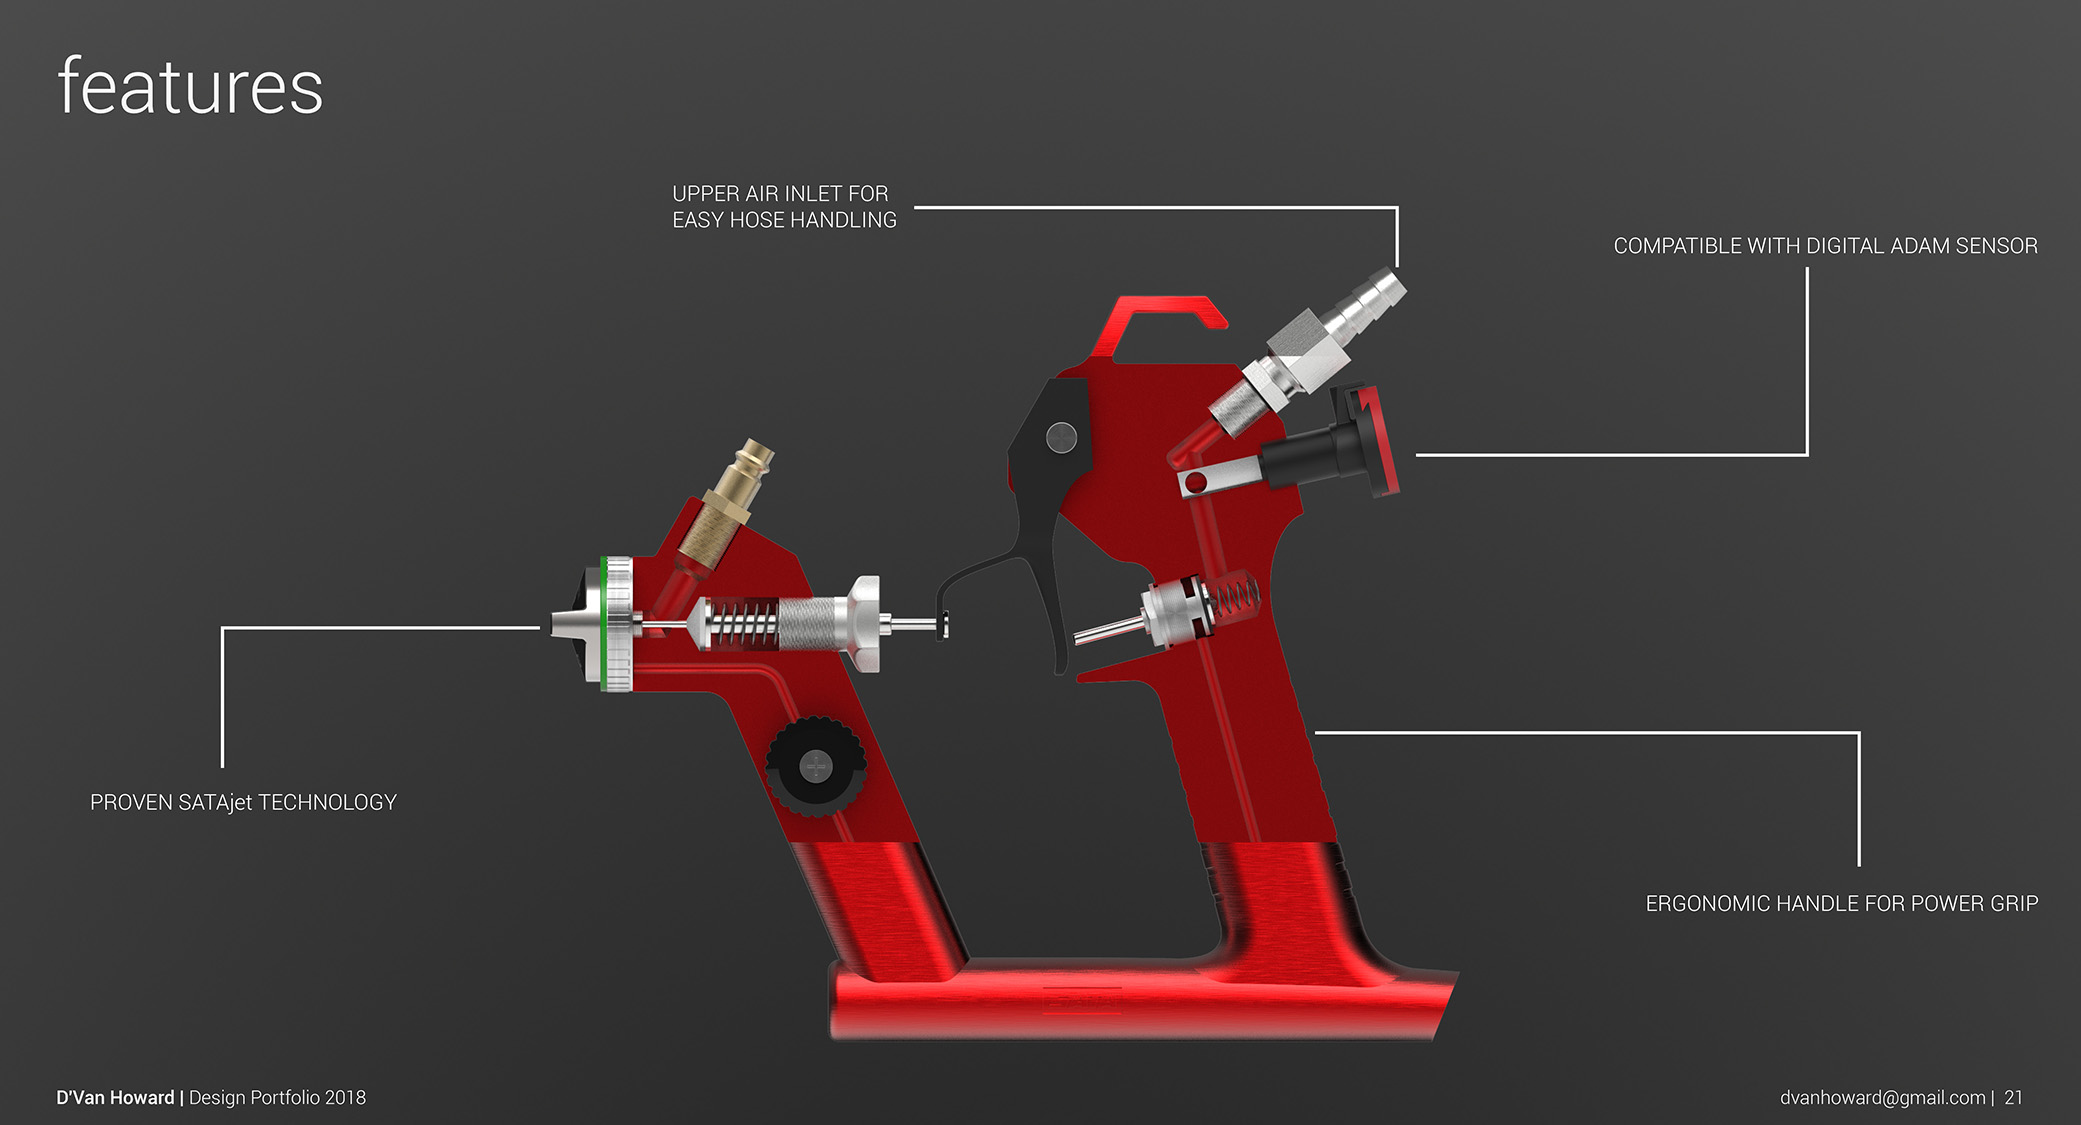 features
UPPER AIR INLET FOR
EASY HOSE HANDLING
COMPATIBLE WITH DIGITAL ADAM SENSOR
PROVEN SATAjet TECHNOLOGY
ERGONOMIC HANDLE FOR POWER GRIP
D'Van Howard | Design Portfolio 2018
dvanhoward@gmail.com | 21